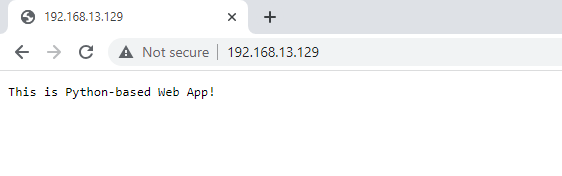 192.168.13.129
Not secure 192.168.13.129
This is Python-based Web App!